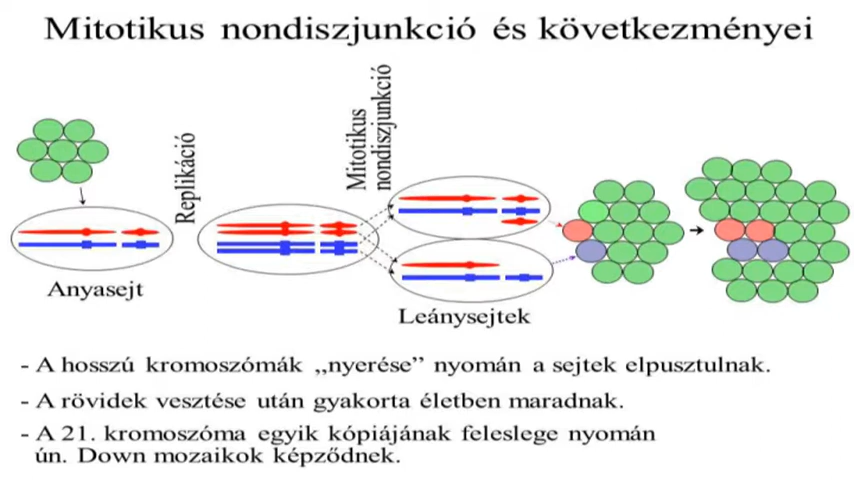 Mitotikus nondiszjunkció és következményei
Replikáció
Mitotikus
nondiszjunkció
Anyasejt
Leánysejtek
- A hosszú kromoszómák „nyerése” nyomán a sejtek elpusztulnak.
- A rövidek vesztése után gyakorta életben maradnak.
- A 21. kromoszóma egyik kópiájának feleslege nyomán
ún. Down mozaikok képződnek.